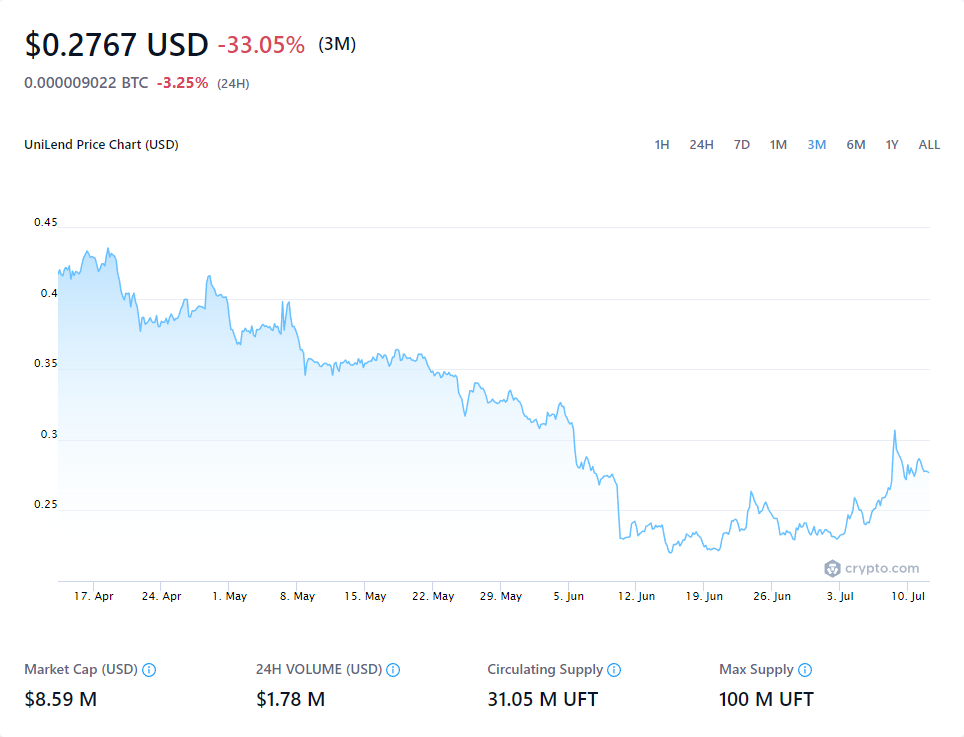 $0.2767 USD -33.05% (3M)
0.000009022 BTC -3.25% (24H)
UniLend Price Chart (USD) 1H 24H 7D 1M 3M 6M 1Y ALL
0.45
0.4
0.35
0.3
0.25
crypto.com
17. Apr 24. Apr 1. May 8. May 15. May 22. May 29. May 5. Jun 12. Jun 19. Jun 26. Jun 3. Jul 10. Jul
Market Cap (USD) 24H VOLUME (USD) Circulating Supply Max Supply
$8.59 M $1.78 M 31.05 M UFT 100 M UFT